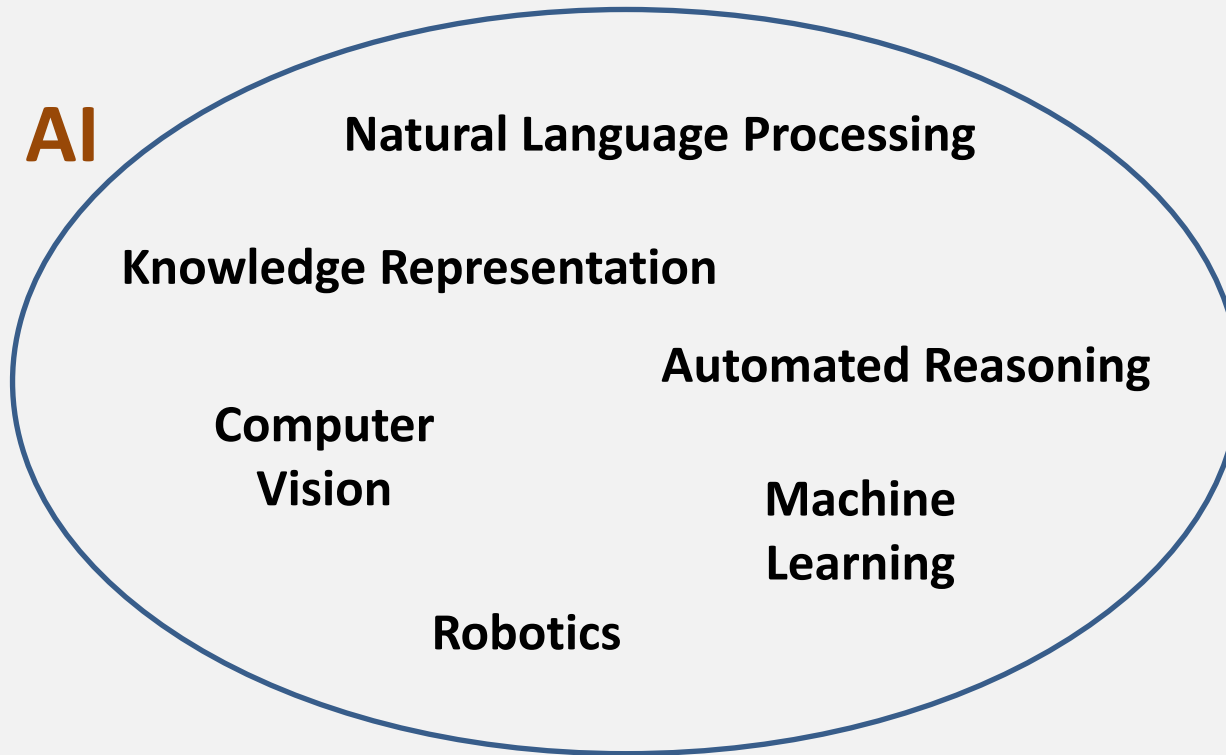 AI
Natural Language Processing
Knowledge Representation
Automated Reasoning
Computer
Vision
Machine
Learning
Robotics